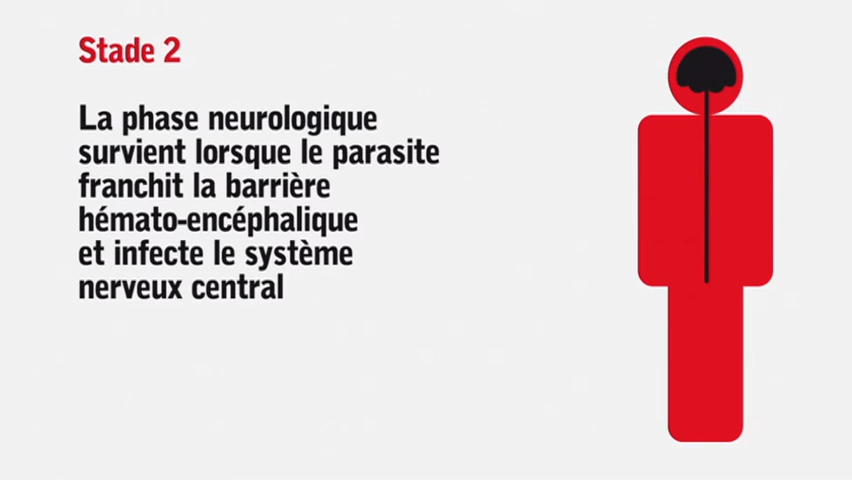 Stade 2
La phase neurologique
survient lorsque le parasite
franchit la barrière
hémato-encéphalique
et infecte le système
nerveux central